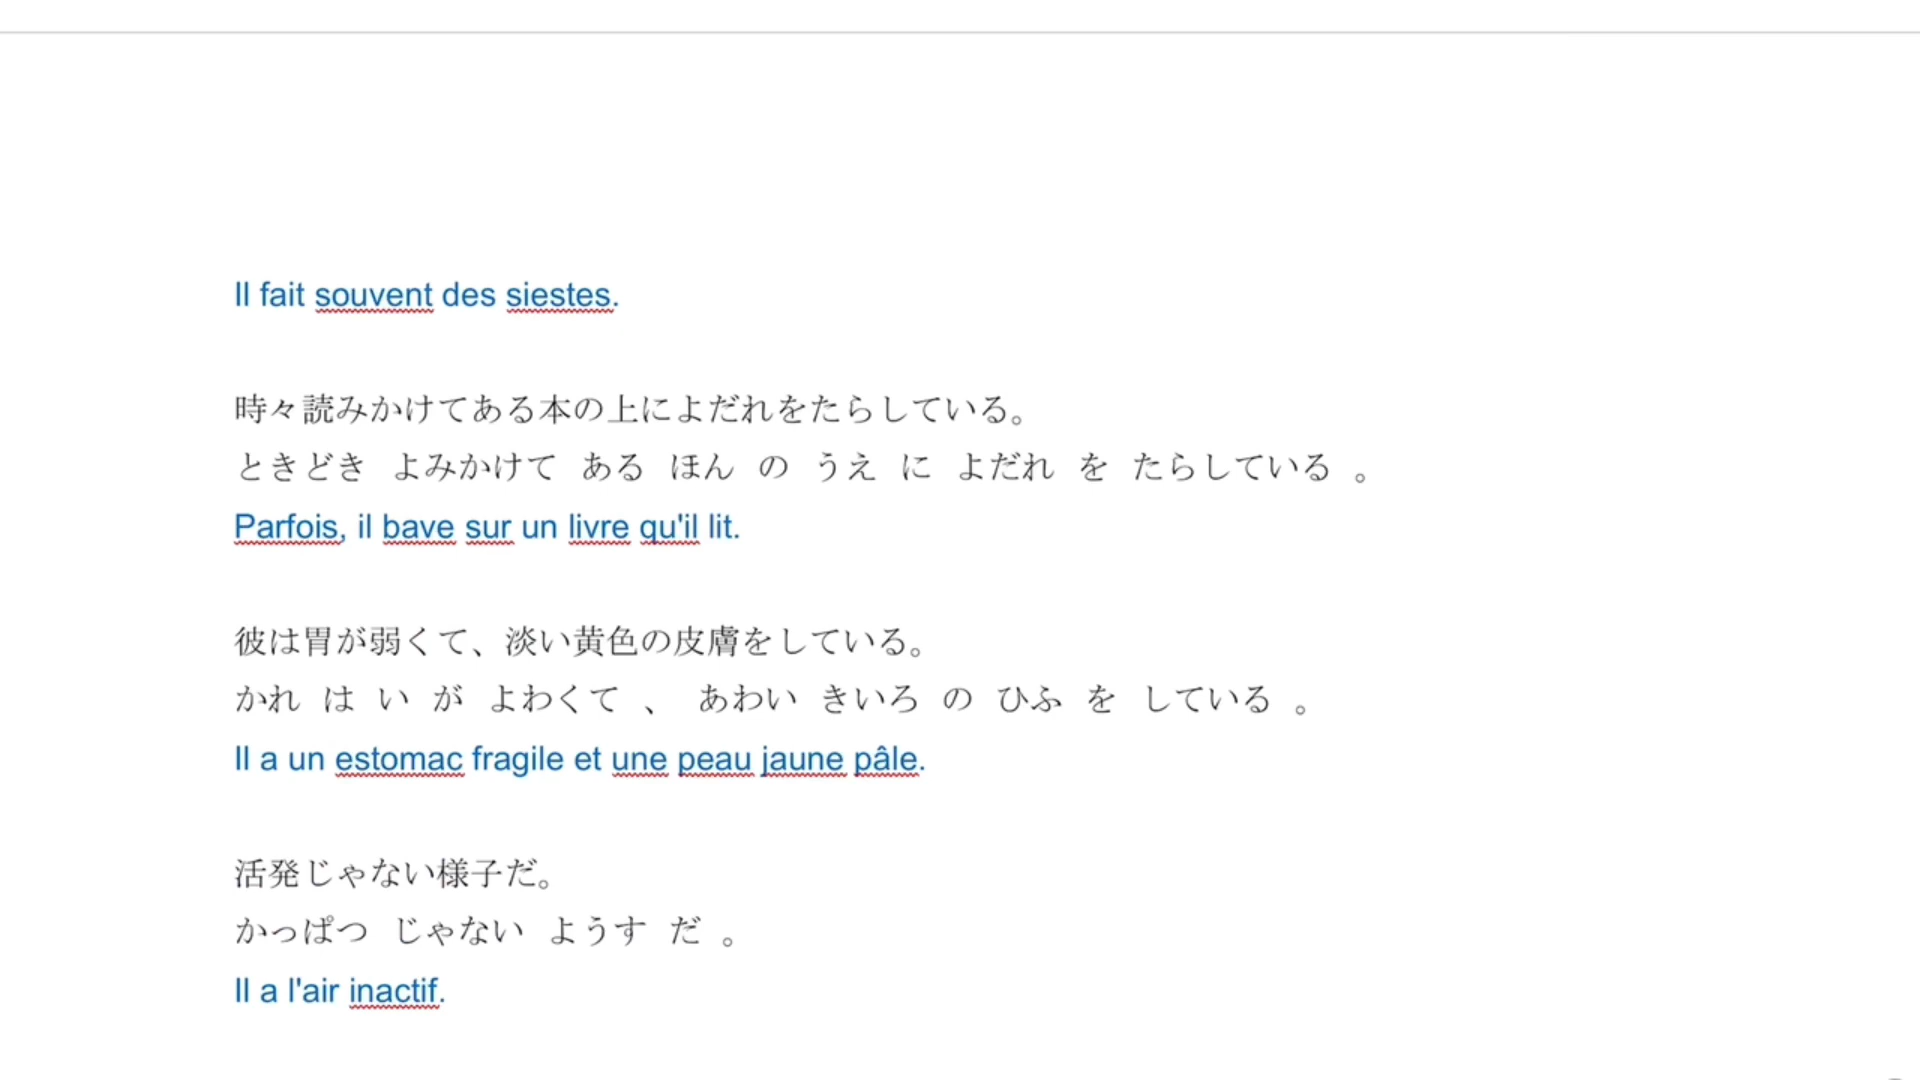 Il fait souvent des siestes.
時々読みかけてある本の上によだれをたらしている。
ときどき よみかけて ある ほん の うえ に よだれ を たらしている 。
Parfois, il bave sur un livre qu'il lit.
彼は胃が弱くて、淡い黄色の皮膚をしている。
かれ は い が よわくて 、 あわい きいろ の ひふ を している 。
Il a un estomac fragile et une peau jaune pâle.
活発じゃない様子だ。
かっぱつ じゃない ようす だ 。
Il a l'air inactif.